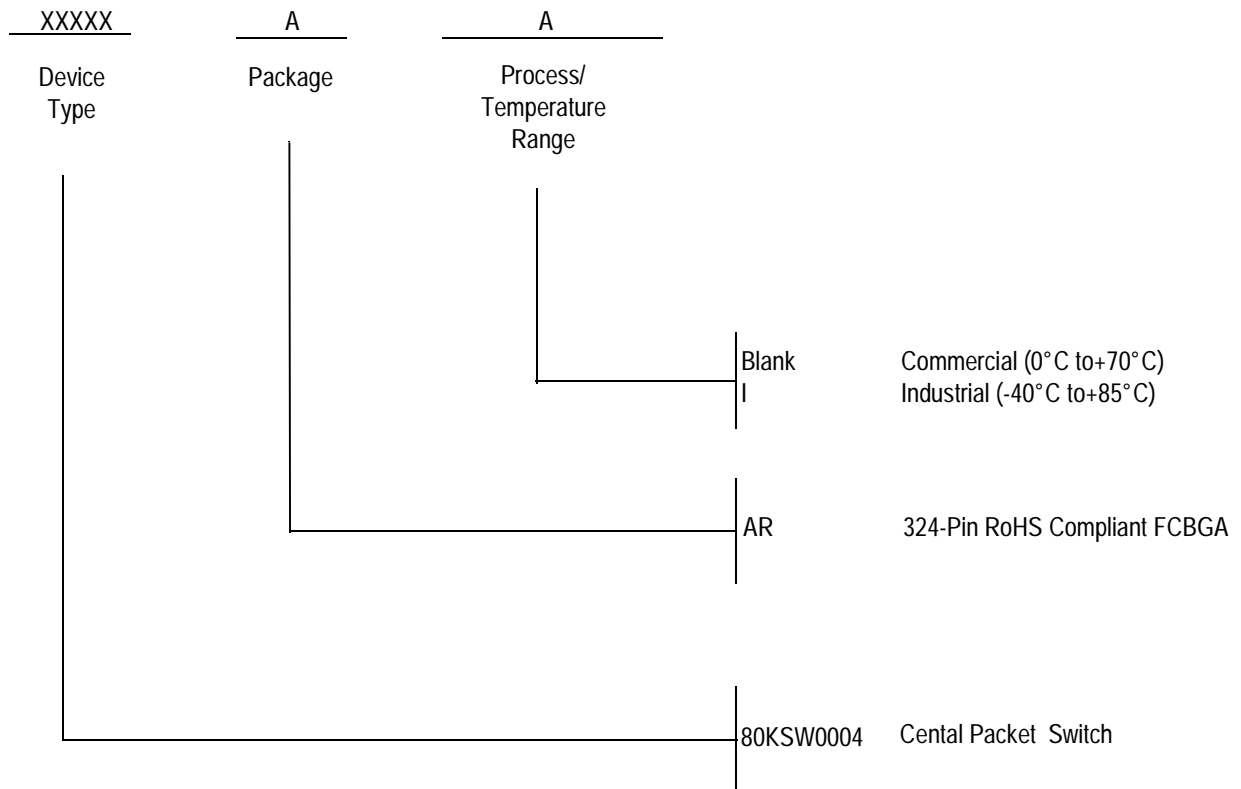 XXXXX A A
Device Type
Package
Process/
Temperature
Range
Blank Commercial (0°C to+70°C)
I Industrial (-40°C to+85°C)
AR 324-Pin RoHS Compliant FCBGA
80KSW0004 Cental Packet Switch